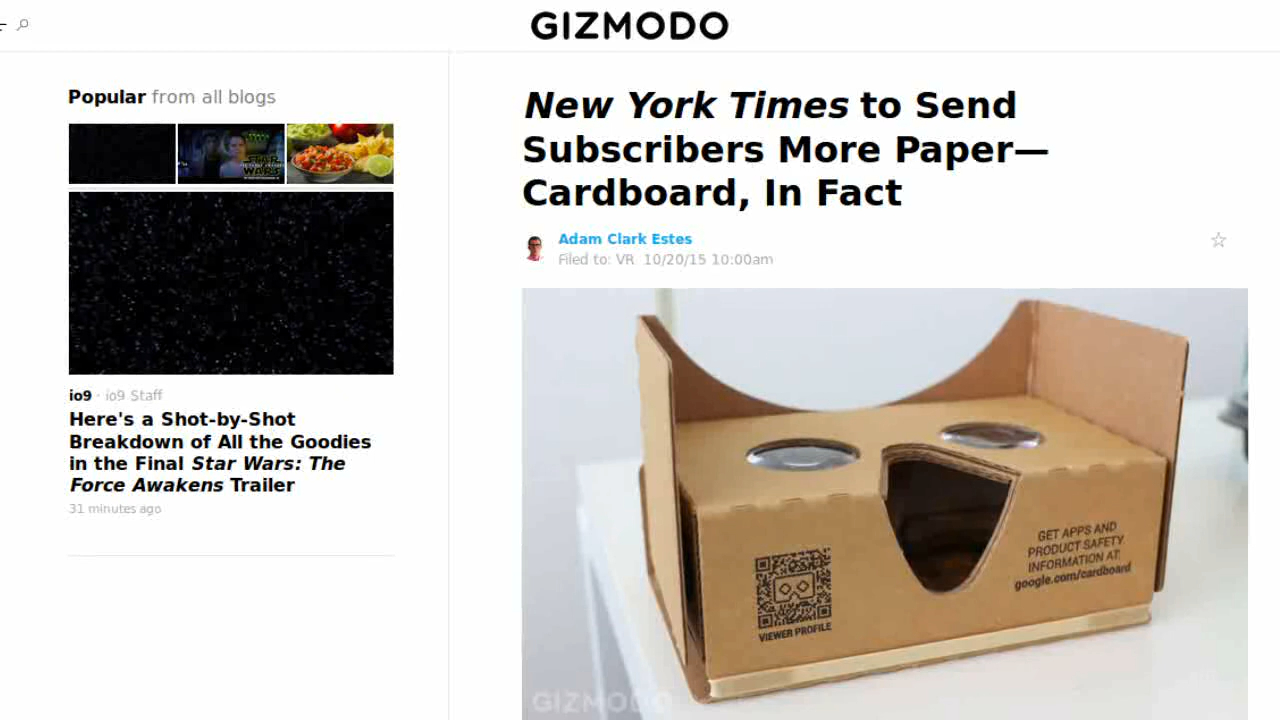 GIZMODO
Popular from all blogs
STAR
WARS
io9 · io9 Staff
Here's a Shot-by-Shot
Breakdown of All the Goodies
in the Final Star Wars: The
Force Awakens Trailer
31 minutes ago
New York Times to Send
Subscribers More Paper—
Cardboard, In Fact
Adam Clark Estes
Filed to: VR 10/20/15 10:00am
GET APPS AND
PRODUCT SAFETY
INFORMATION AT:
google.com/cardboard
VIEWER PROFILE
GIZMODO